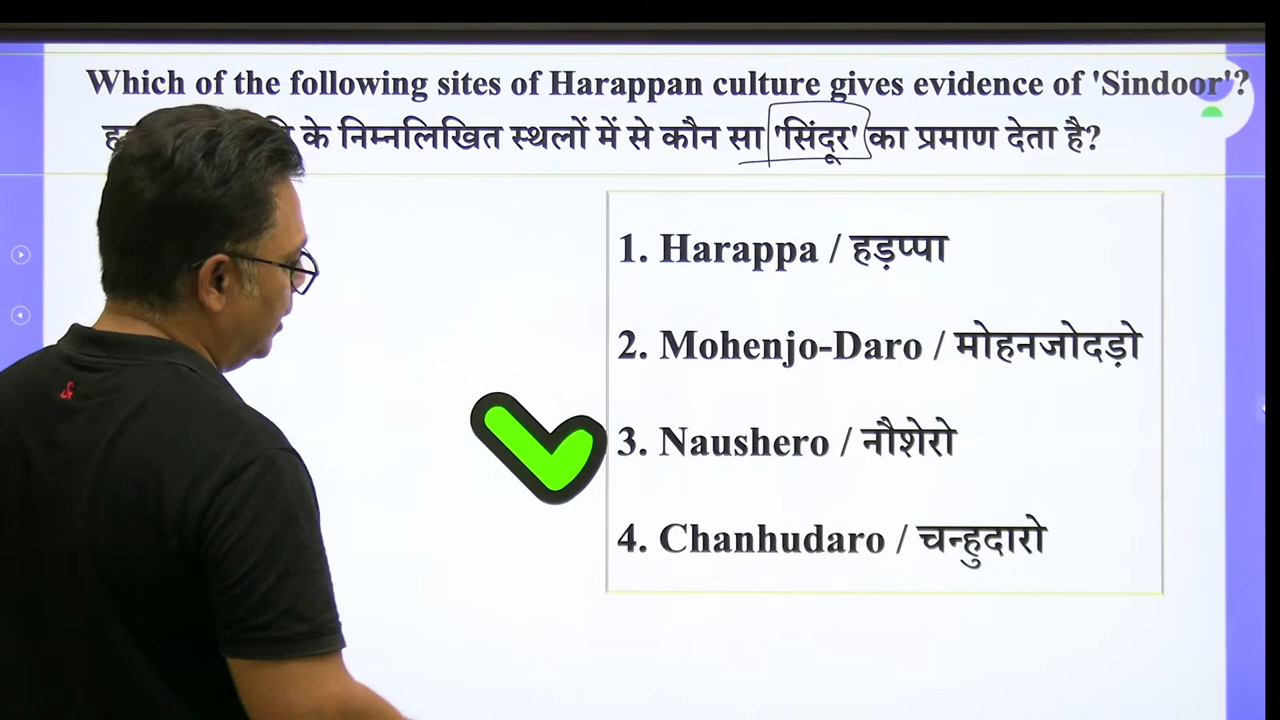 Which of the following sites of Harappan culture gives evidence of 'Sindoor'?
के निम्नलिखित स्थलों में से कौन सा 'सिंदूर' का प्रमाण देता है?
1. Harappa / हड़प्पा
2. Mohenjo-Daro / मोहनजोदड़ो
3. Naushero / नौशेरो
4. Chanhudaro / चन्हुदारो